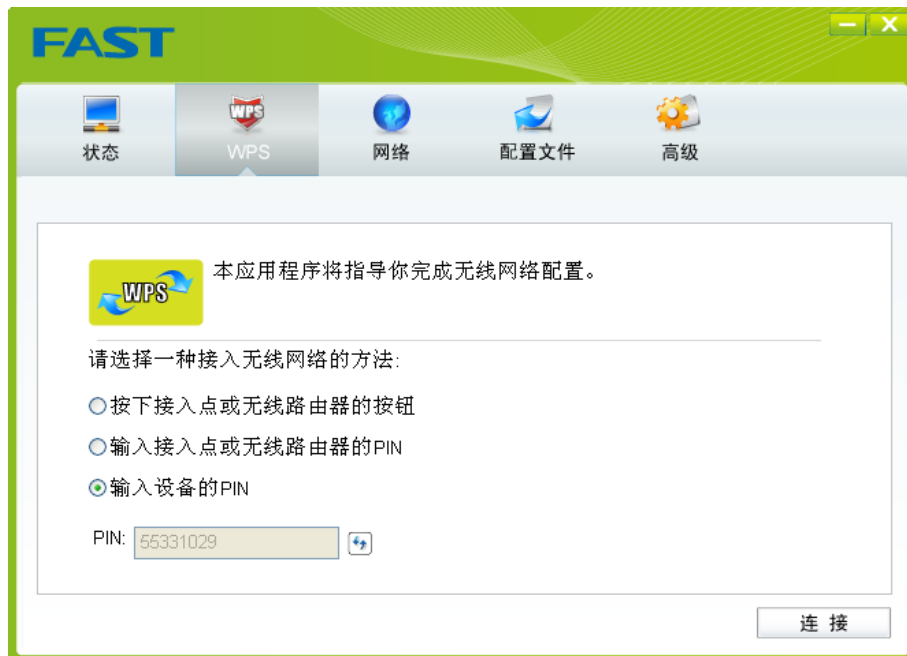 FAST
状态
WPS
WPS
网络
配置文件
高级
WPS
本应用程序将指导你完成无线网络配置。
请选择一种接入无线网络的方法:
按下接入点或无线路由器的按钮
输入接入点或无线路由器的PIN
输入设备的PIN
PIN: 55331029
连 接